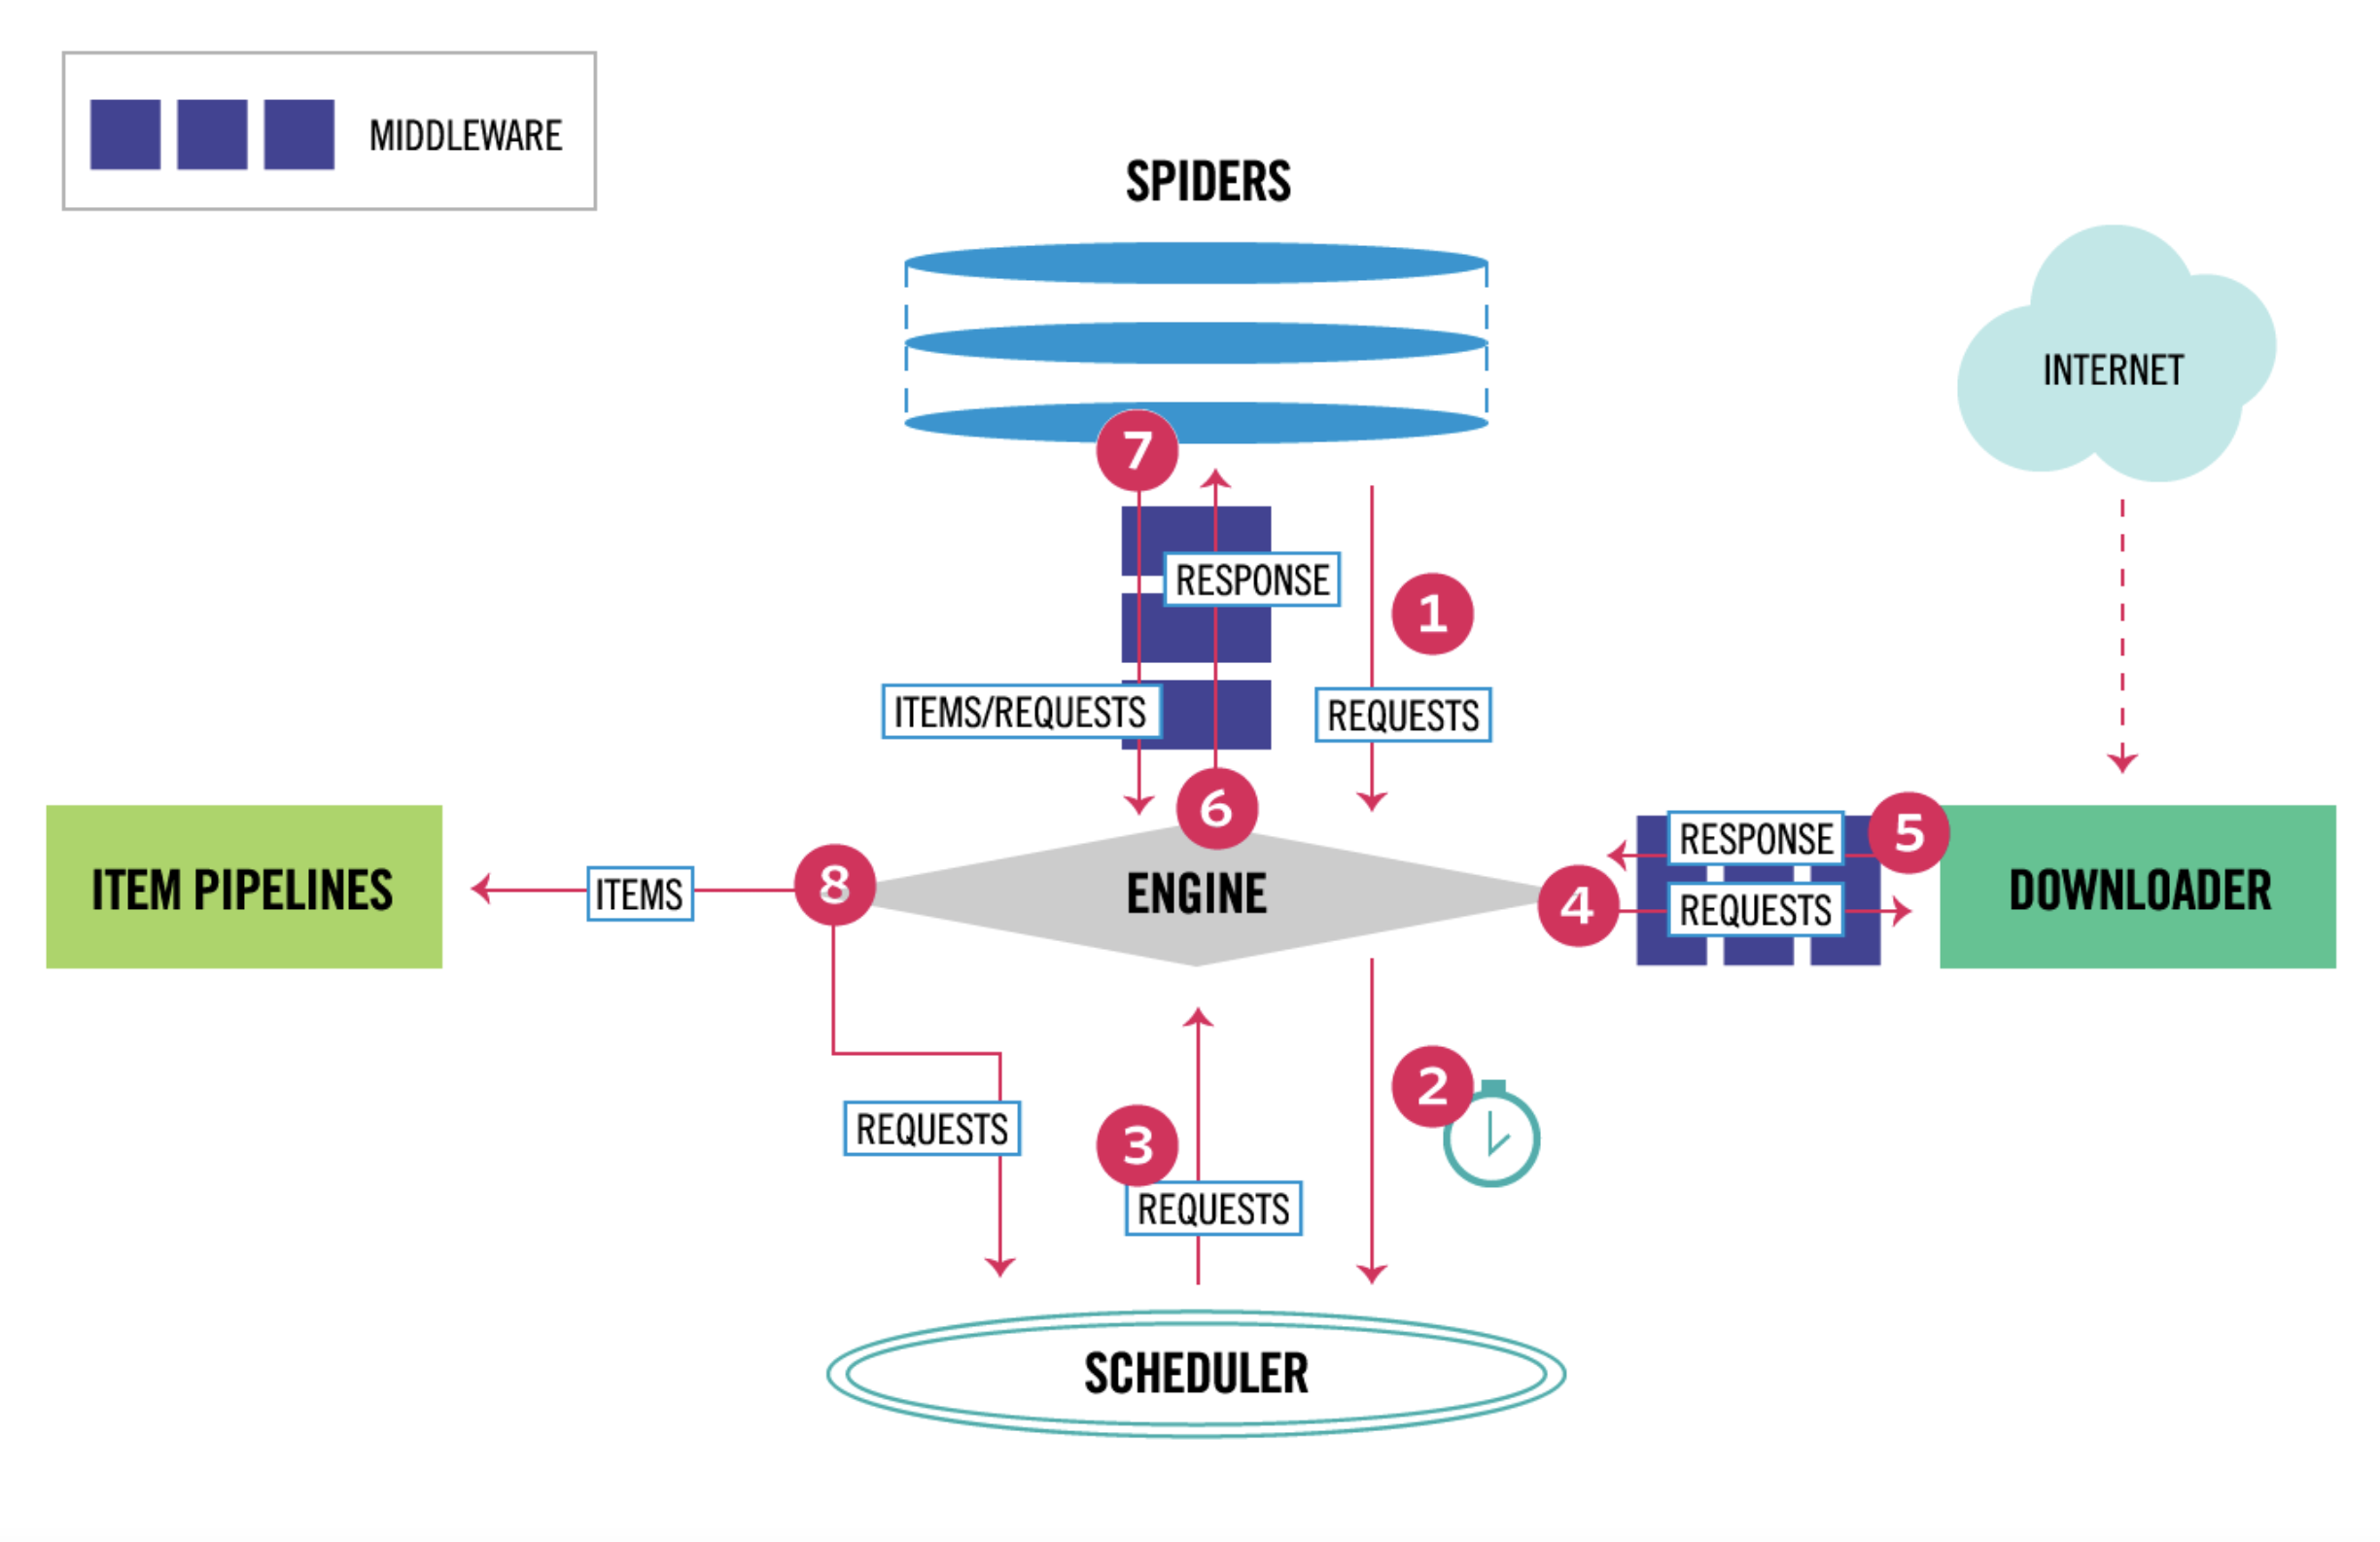 MIDDLEWARE
SPIDERS
INTERNET
7
RESPONSE
1
ITEMS/REQUESTS
REQUESTS
6
5
RESPONSE
ITEM PIPELINES
ITEMS
8
ENGINE
4
REQUESTS
DOWNLOADER
2
REQUESTS
3
REQUESTS
SCHEDULER